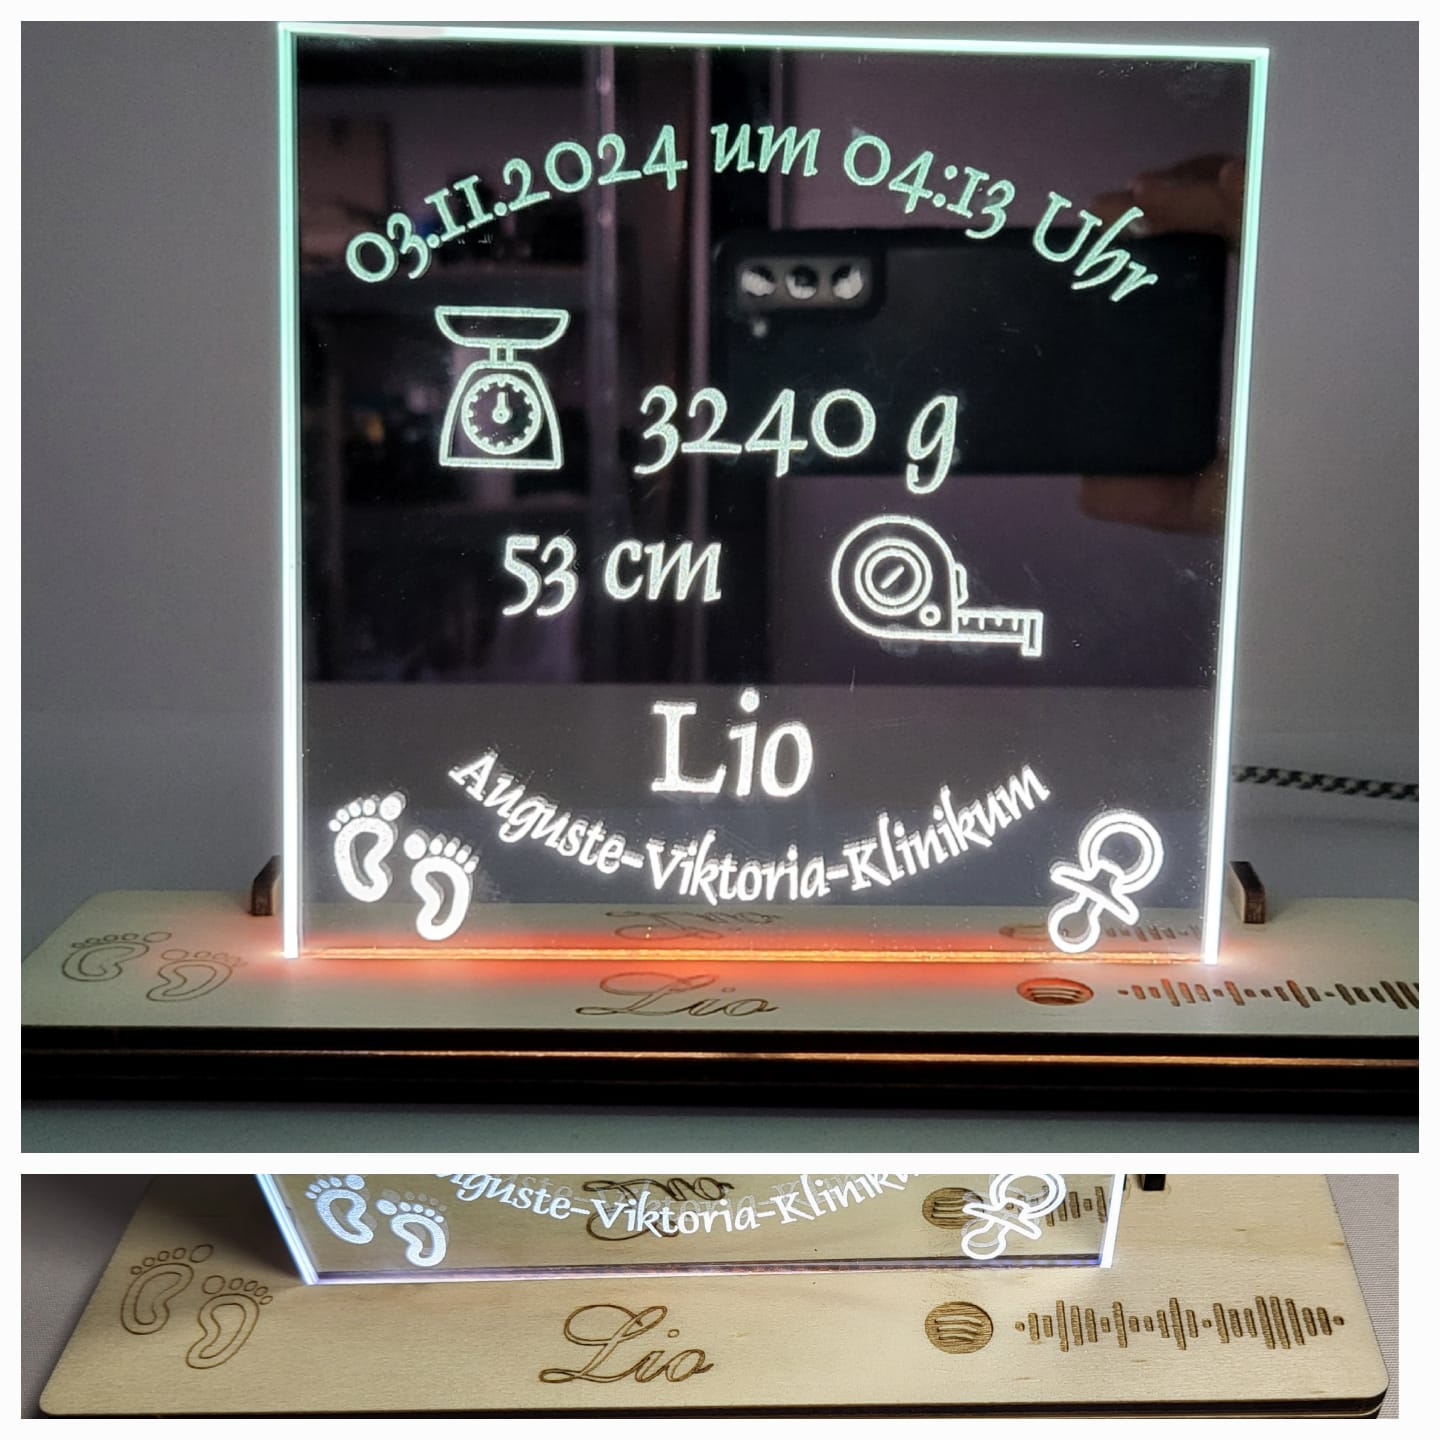 03.11.2024 um 04:13 Uhr
3240 g
53 cm
Lio
Auguste-Viktoria-Klinikum
Lio
Auguste-Viktoria-Klinikum
Lio